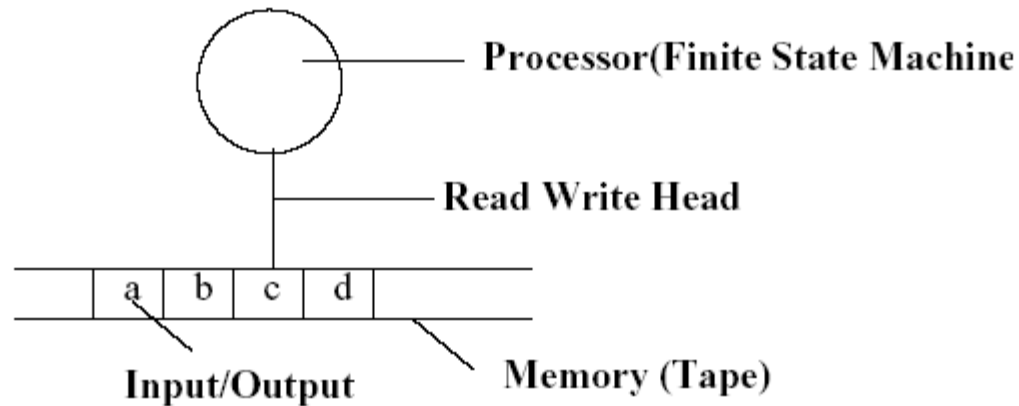 Processor(Finite State Machine
Read Write Head
a b c d
Input/Output
Memory (Tape)